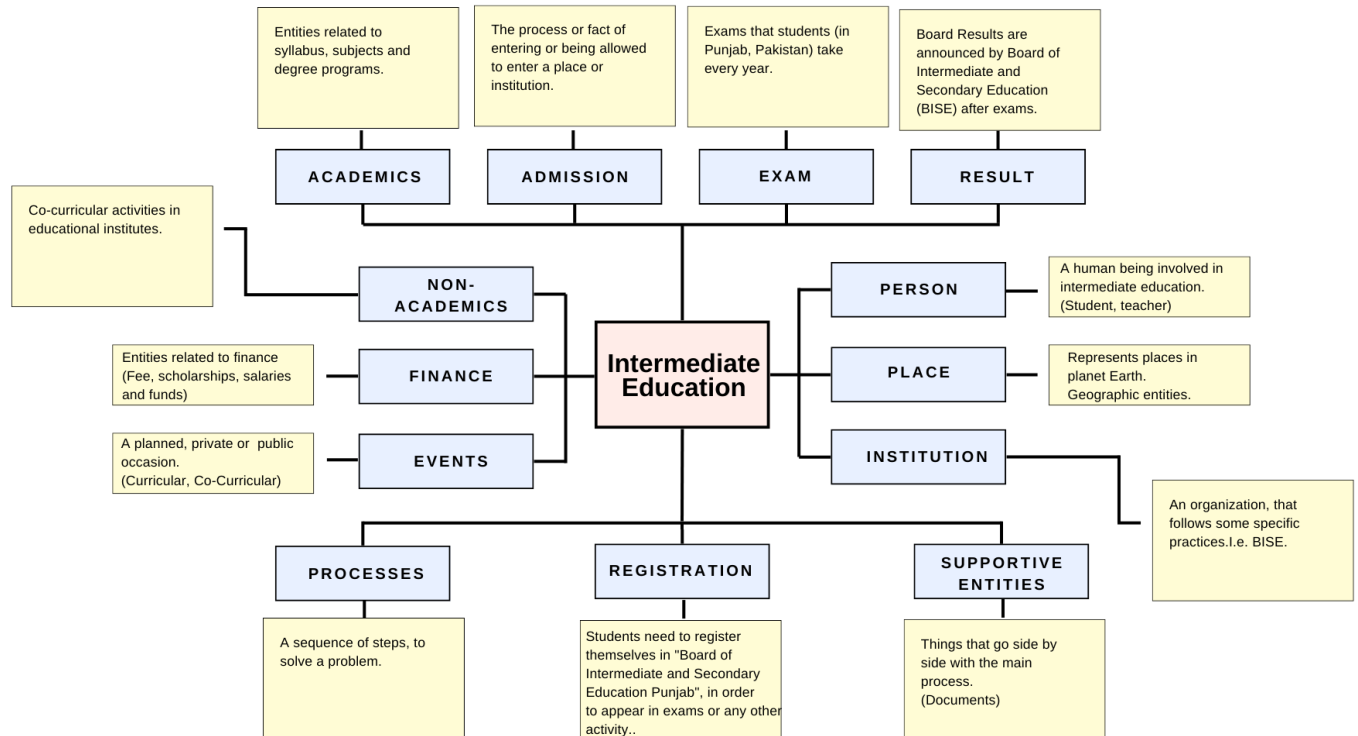 Entities related to
syllabus, subjects and
degree programs.
The process or fact of
entering or being allowed
to enter a place or
institution.
Exams that students (in
Punjab, Pakistan) take
every year.
Board Results are
announced by Board of
Intermediate and
Secondary Education
(BISE) after exams.
ACADEMICS
ADMISSION
EXAM
RESULT
Co-curricular activities in
educational institutes.
NON-
ACADEMICS
PERSON
A human being involved in
intermediate education.
(Student, teacher)
Entities related to finance
(Fee, scholarships, salaries
and funds)
FINANCE
Intermediate
Education
PLACE
Represents places in
planet Earth.
Geographic entities.
A planned, private or  public
occasion.
(Curricular, Co-Curricular)
EVENTS
INSTITUTION
An organization, that
follows some specific
practices.I.e. BISE.
PROCESSES
REGISTRATION
SUPPORTIVE
ENTITIES
A sequence of steps, to
solve a problem.
Students need to register
themselves in "Board of
Intermediate and Secondary
Education Punjab", in order
to appear in exams or any other
activity..
Things that go side by
side with the main
process.
(Documents)